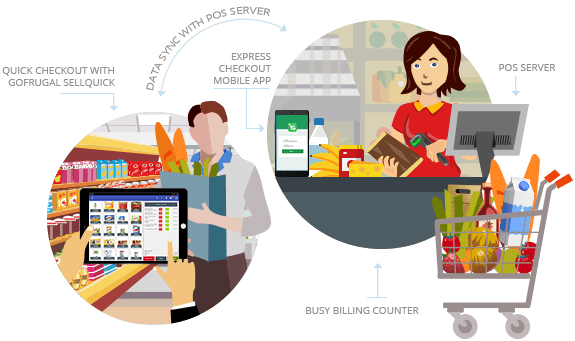 DATA SYNC WITH POS SERVER
QUICK CHECKOUT WITH
GOFRUGAL SELLQUICK
EXPRESS
CHECKOUT
MOBILE APP
POS SERVER
BUSY BILLING COUNTER